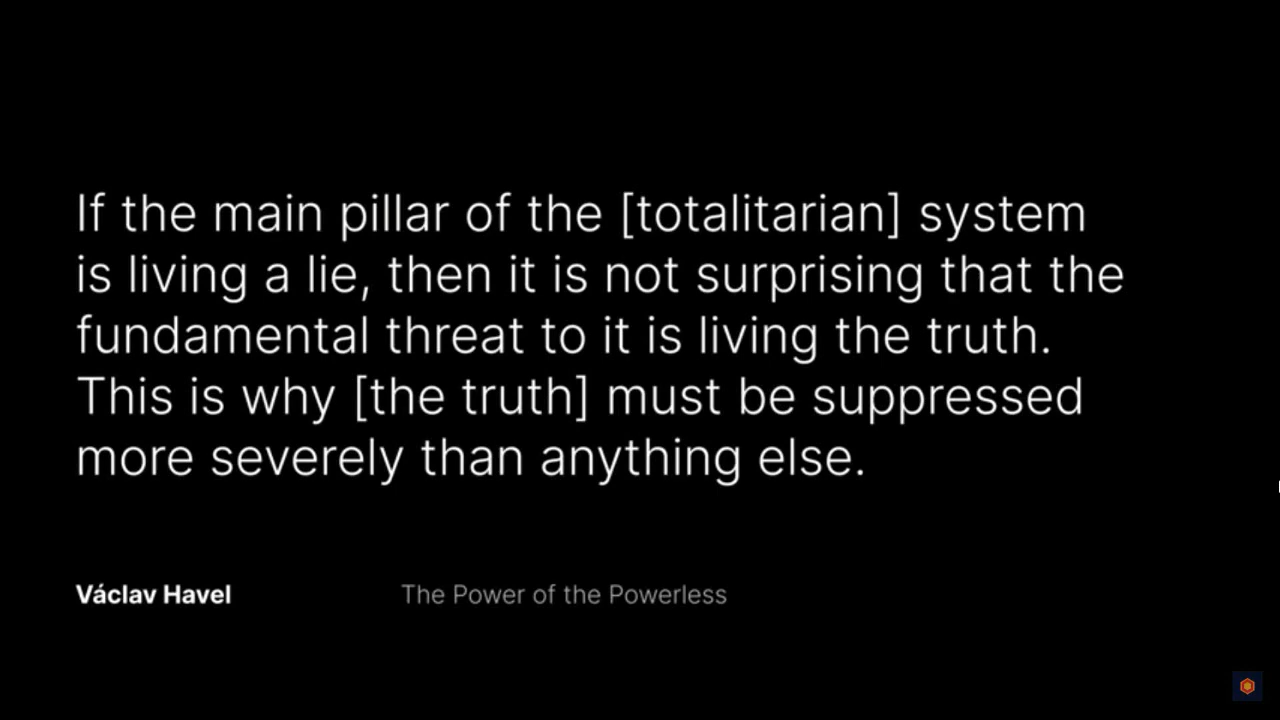 If the main pillar of the [totalitarian] system
is living a lie, then it is not surprising that the
fundamental threat to it is living the truth.
This is why [the truth] must be suppressed
more severely than anything else.
Václav Havel
The Power of the Powerless